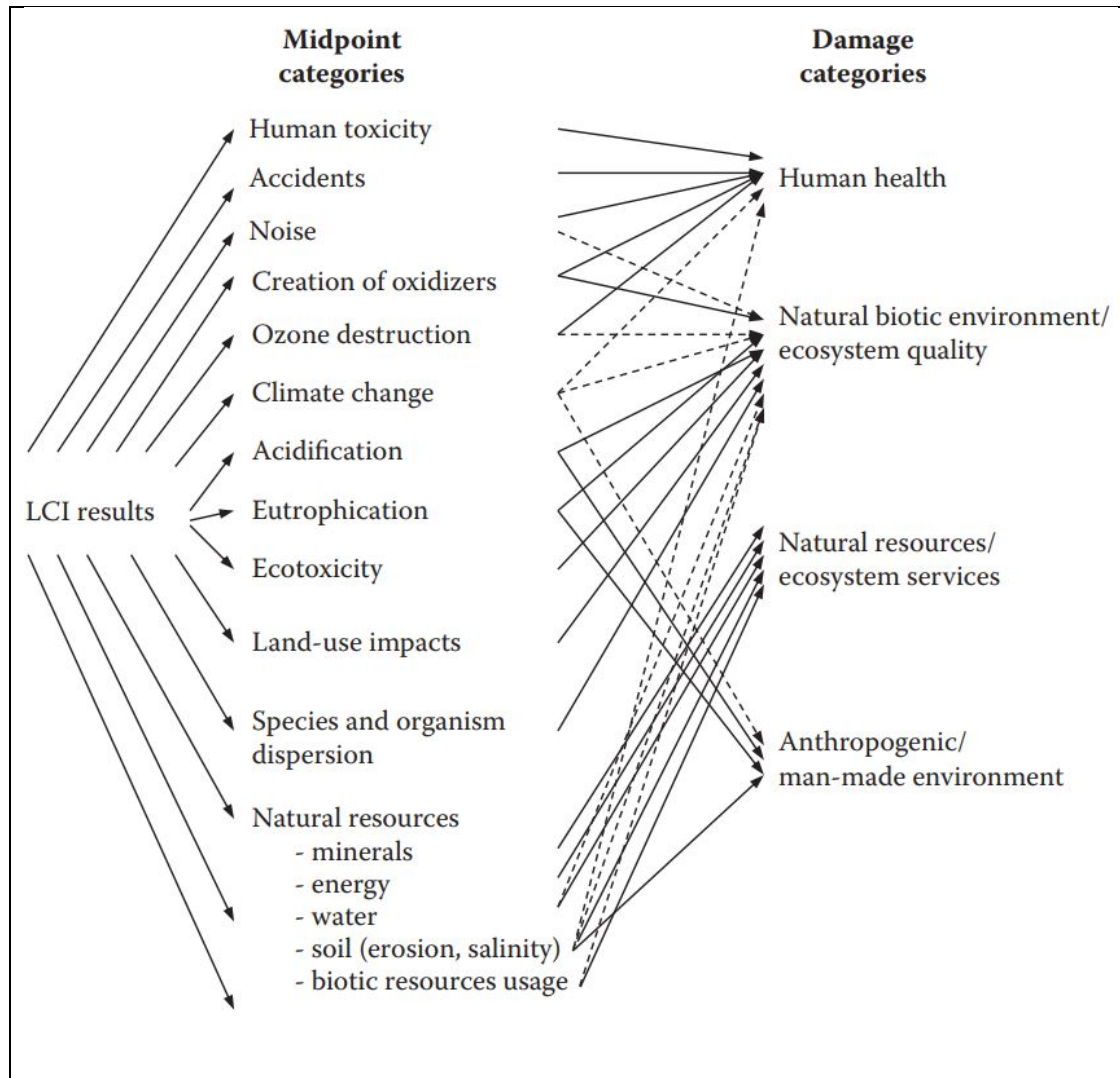 Midpoint
categories
Damage
categories
Human toxicity
Accidents
Noise
Creation of oxidizers
Ozone destruction
Climate change
Acidification
LCI results
Eutrophication
Ecotoxicity
Land-use impacts
Species and organism
dispersion
Natural resources
- minerals
- energy
- water
- soil (erosion, salinity)
- biotic resources usage
Human health
Natural biotic environment/
ecosystem quality
Natural resources/
ecosystem services
Anthropogenic/
man-made environment